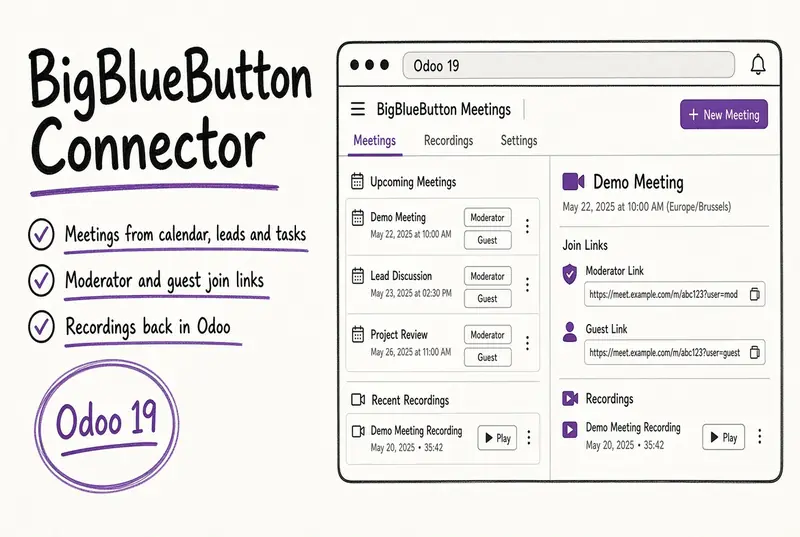 BigBlueButton
Connector
Meetings from calendar, leads and tasks
Moderator and guest join links
Recordings back in Odoo
Odoo 19
Odoo 19
BigBlueButton Meetings
+ New Meeting
Meetings
Recordings
Settings
Upcoming Meetings
Demo Meeting
May 22, 2025 at 10:00 AM
Moderator
Guest
Lead Discussion
May 23, 2025 at 02:30 PM
Moderator
Guest
Project Review
May 26, 2025 at 11:00 AM
Moderator
Guest
Recent Recordings
Demo Meeting Recording
May 20, 2025 • 35:42
Play
Demo Meeting
May 22, 2025 at 10:00 AM (Europe/Brussels)
Join Links
Moderator Link
https://meet.example.com/m/abc123?user=mod
Guest Link
https://meet.example.com/m/abc123?user=guest
Recordings
Demo Meeting Recording
May 20, 2025 • 35:42
Play